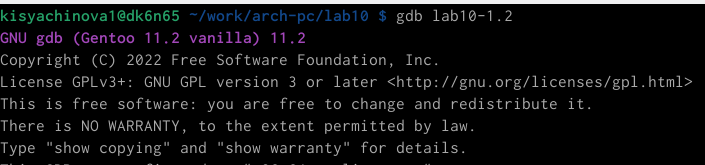 kisyachinova1@dk6n65 ~/work/arch-pc/lab10 $ gdb lab10-1.2
GNU gdb (Gentoo 11.2 vanilla) 11.2
Copyright (C) 2022 Free Software Foundation, Inc.
License GPLv3+: GNU GPL version 3 or later <http://gnu.org/licenses/gpl.html>
This is free software: you are free to change and redistribute it.
There is NO WARRANTY, to the extent permitted by law.
Type "show copying" and "show warranty" for details.